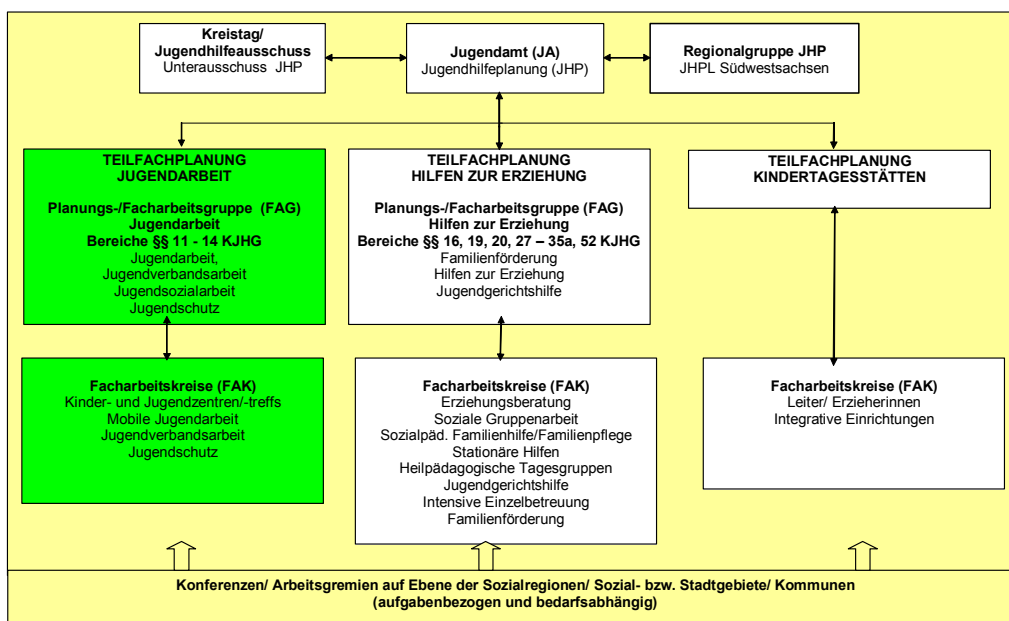 Kreistag/
Jugendhilfeausschuss
Unterausschuss JHP
Jugendamt (JA)
Jugendhilfeplanung (JHP)
Regionalgruppe JHP
JHPL Südwestsachsen
TEILFACHPLANUNG
JUGENDARBEIT
Planungs-/Facharbeitsgruppe (FAG)
Jugendarbeit
Bereiche §§ 11 - 14 KJHG
Jugendarbeit,
Jugendverbandsarbeit
Jugendsozialarbeit
Jugendschutz
TEILFACHPLANUNG
HILFEN ZUR ERZIEHUNG
Planungs-/Facharbeitsgruppe (FAG)
Hilfen zur Erziehung
Bereiche §§ 16, 19, 20, 27 – 35a, 52 KJHG
Familienförderung
Hilfen zur Erziehung
Jugendgerichtshilfe
TEILFACHPLANUNG
KINDERTAGESSTÄTTEN
Facharbeitskreise (FAK)
Kinder- und Jugendzentren/-treffs
Mobile Jugendarbeit
Jugendverbandsarbeit
Jugendschutz
Facharbeitskreise (FAK)
Erziehungsberatung
Soziale Gruppenarbeit
Sozialpäd. Familienhilfe/Familienpflege
Stationäre Hilfen
Heilpädagogische Tagesgruppen
Jugendgerichtshilfe
Intensive Einzelbetreuung
Familienförderung
Facharbeitskreise (FAK)
Leiter/ Erzieherinnen
Integrative Einrichtungen
Konferenzen/ Arbeitsgremien auf Ebene der Sozialregionen/ Sozial- bzw. Stadtgebiete/ Kommunen
(aufgabenbezogen und bedarfsabhängig)